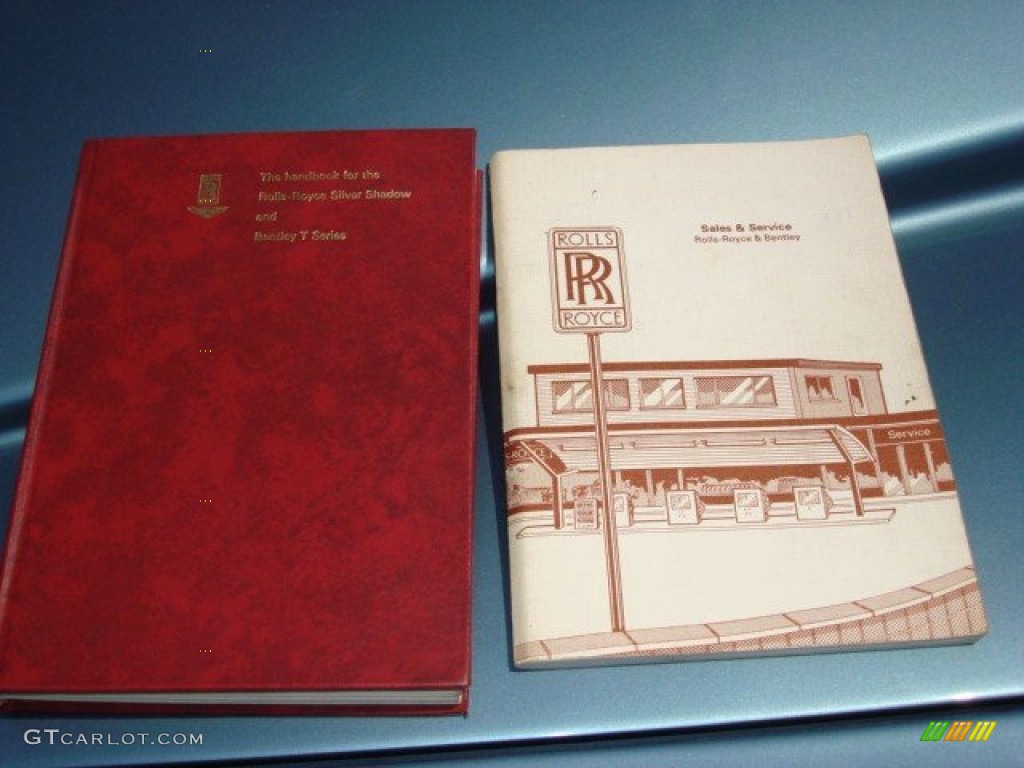 The handbook for the
Rolls-Royce Silver Shadow
and
Bentley T Series
Sales & Service
Rolls-Royce & Bentley
ROLLS
RR
ROYCE
Service
GTCARLOT.COM